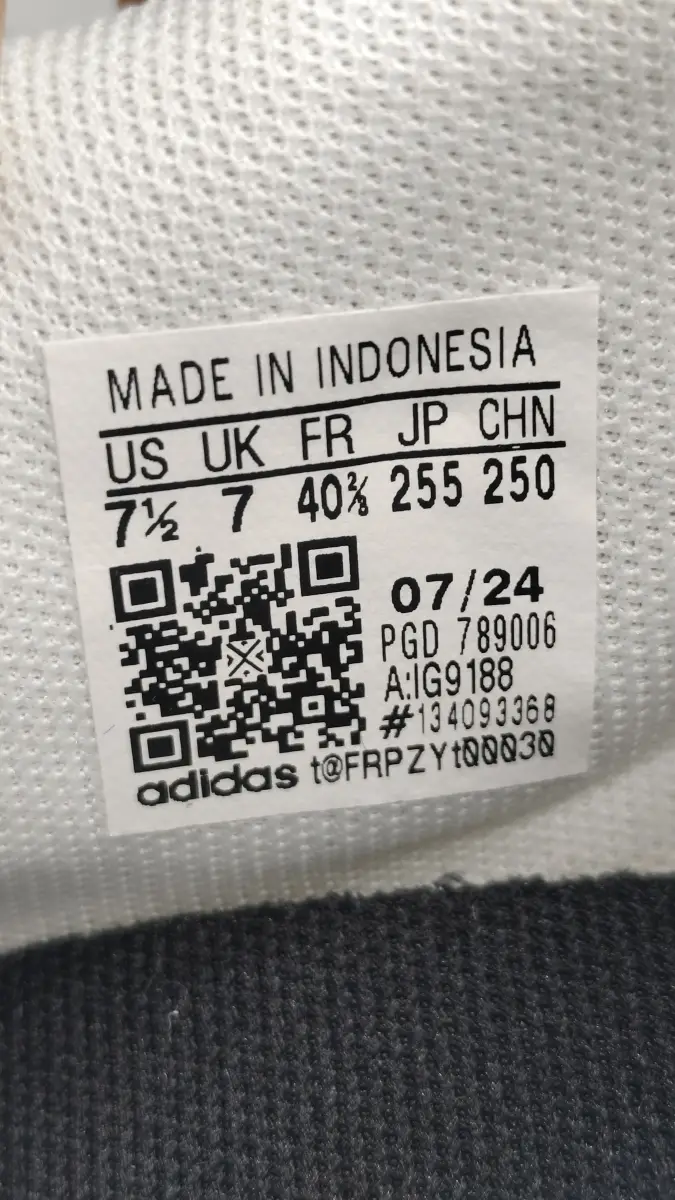 MADE IN INDONESIA
US UK FR JP CHN
7½ 7 40⅔ 255 250
07/24
PGD 789006
A:IG9188
#134093368
adidas t@FRPZYt00030